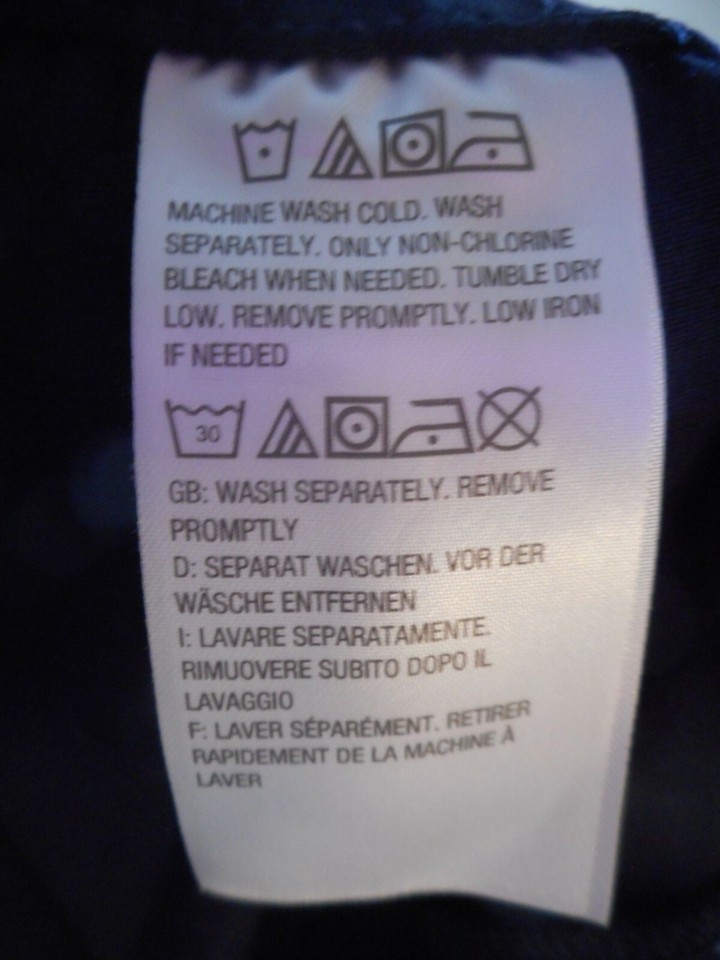 MACHINE WASH COLD. WASH
SEPARATELY. ONLY NON-CHLORINE
BLEACH WHEN NEEDED. TUMBLE DRY
LOW. REMOVE PROMPTLY. LOW IRON
IF NEEDED
30
GB: WASH SEPARATELY. REMOVE
PROMPTLY
D: SEPARAT WASCHEN. VOR DER
WÄSCHE ENTFERNEN
I: LAVARE SEPARATAMENTE.
RIMUOVERE SUBITO DOPO IL
LAVAGGIO
F: LAVER SÉPARÉMENT. RETIRER
RAPIDEMENT DE LA MACHINE À
LAVER